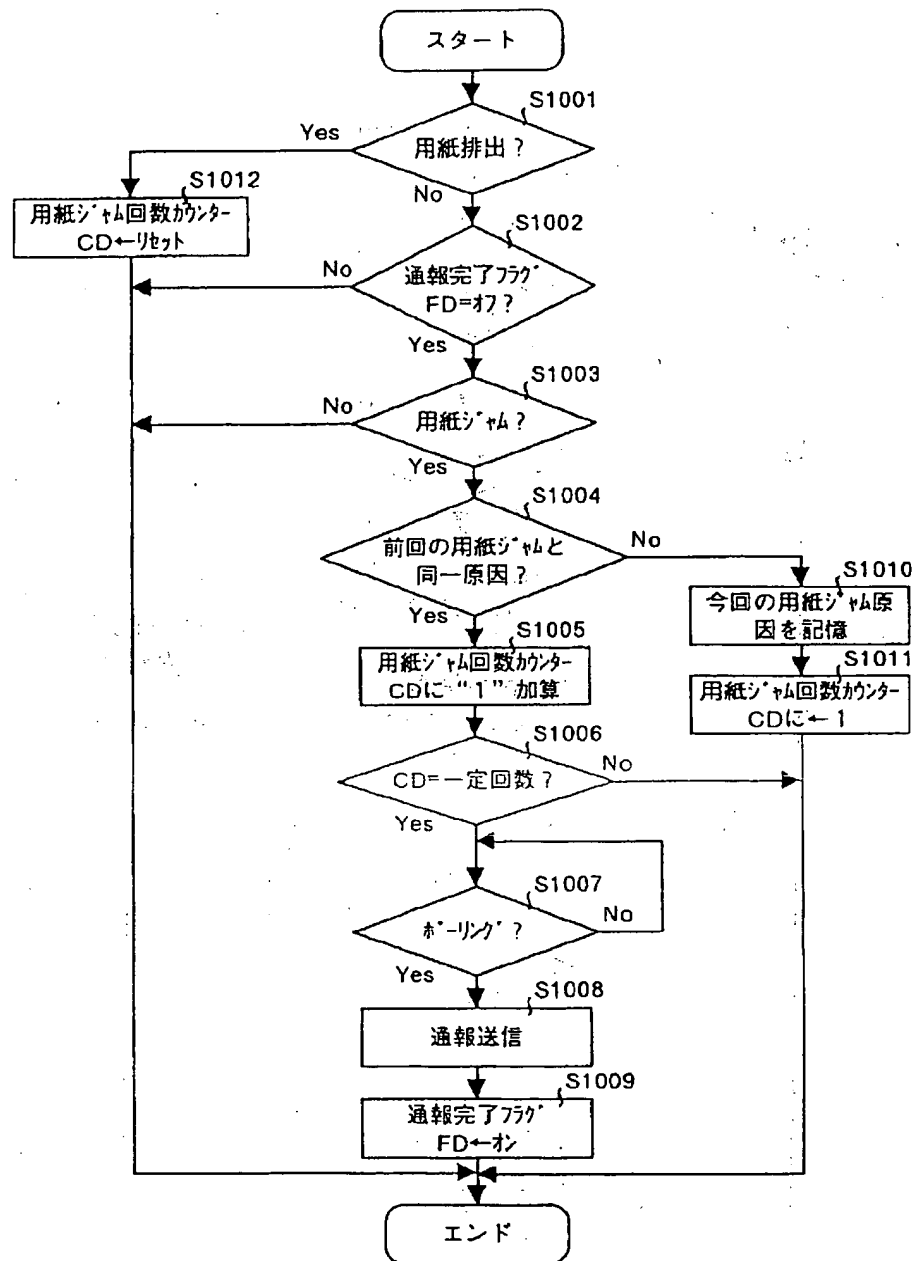 スタート
S1001
Yes
用紙排出？
No
S1012
用紙ジャム回数カウンター
CD←リセット
S1002
No
通報完了フラグ
FD=オフ？
Yes
S1003
No
用紙ジャム？
Yes
S1004
前回の用紙ジャムと
同一原因？
No
Yes
S1010
今回の用紙ジャム原
因を記憶
S1005
用紙ジャム回数カウンター
CDに“1”加算
S1011
用紙ジャム回数カウンター
CDに←1
S1006
CD=一定回数？
No
Yes
S1007
ポーリング？
No
Yes
S1008
通報送信
S1009
通報完了フラグ
FD←オン
エンド